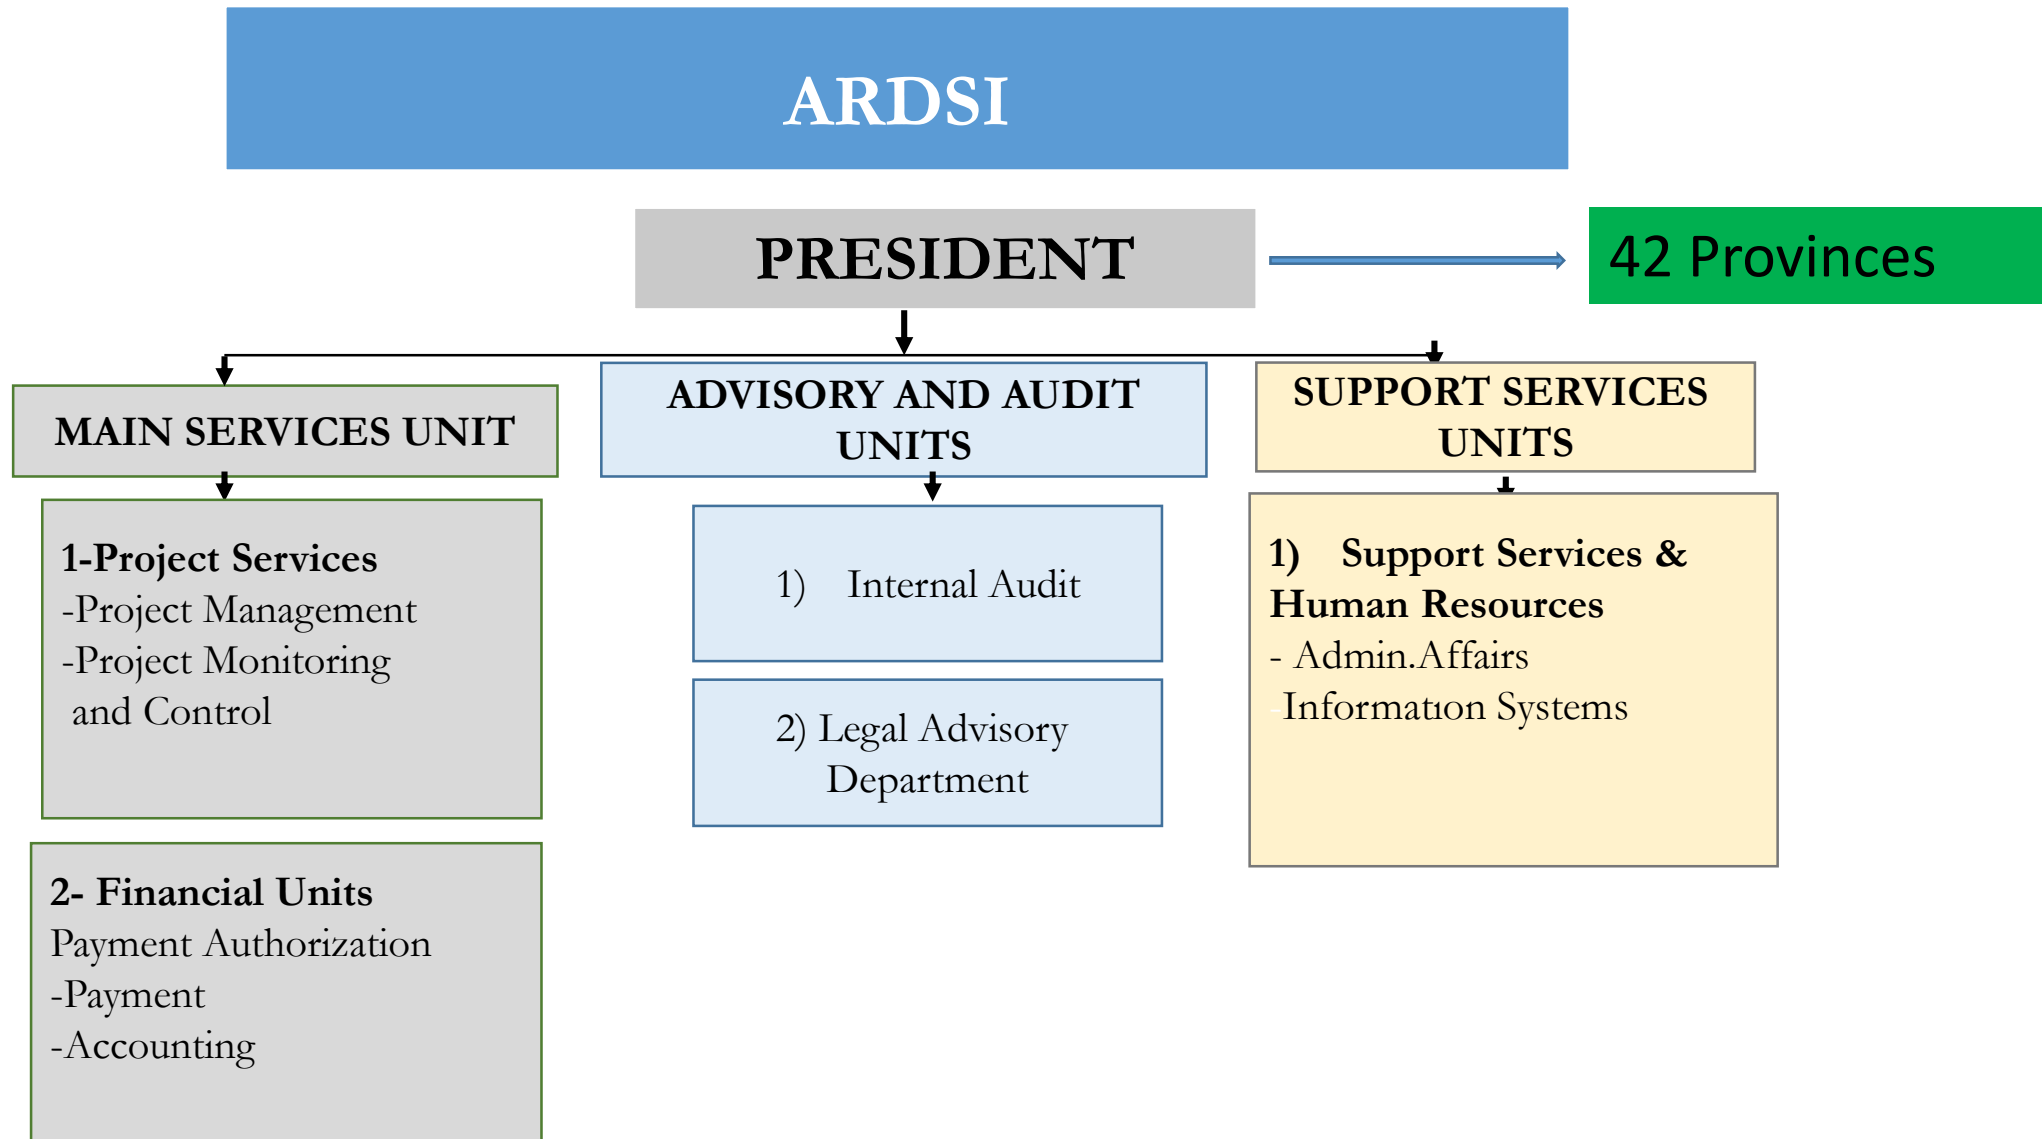 ARDSI
PRESIDENT
42 Provinces
MAIN SERVICES UNIT
ADVISORY AND AUDIT
UNITS
SUPPORT SERVICES
UNITS
1-Project Services
-Project Management
-Project Monitoring
and Control
2- Financial Units
Payment Authorization
-Payment
-Accounting
1) Internal Audit
2) Legal Advisory
Department
1) Support Services &
Human Resources
- Admin.Affairs
-Informatıon Systems